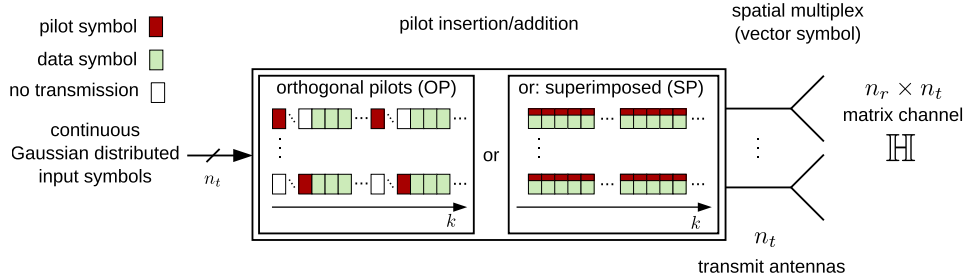 pilot symbol
data symbol
no transmission
continuous
Gaussian distributed
input symbols
n_t
pilot insertion/addition
orthogonal pilots (OP)
k
or
or: superimposed (SP)
k
spatial multiplex
(vector symbol)
n_r × n_t
matrix channel
ℍ
n_t
transmit antennas